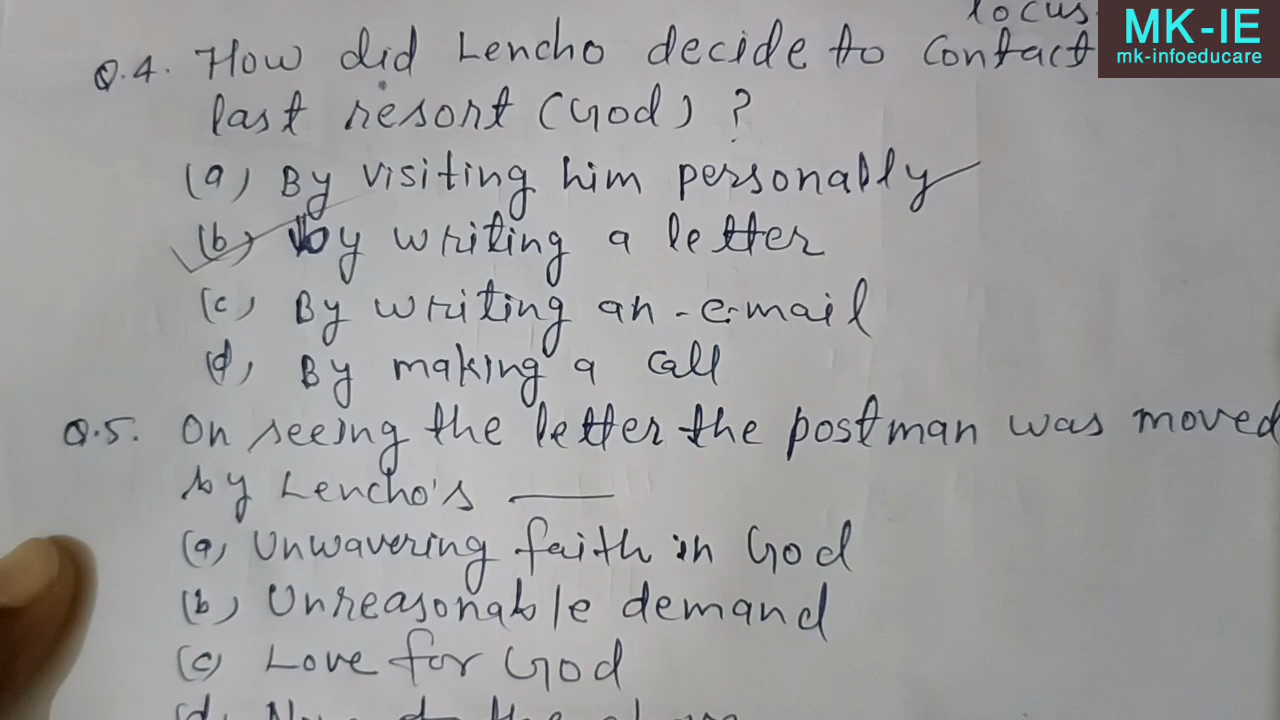 locus.
MK-IE
mk-infoeducare
Q.4. How did Lencho decide to contact
last resort (God) ?
(a) By visiting him personally
(b) by writing a letter
(c) By writing an e-mail
(d) By making a call
Q.5. On seeing the letter the postman was moved
by Lencho's ____
(a) Unwavering faith in God
(b) Unreasonable demand
(c) Love for God
(d)